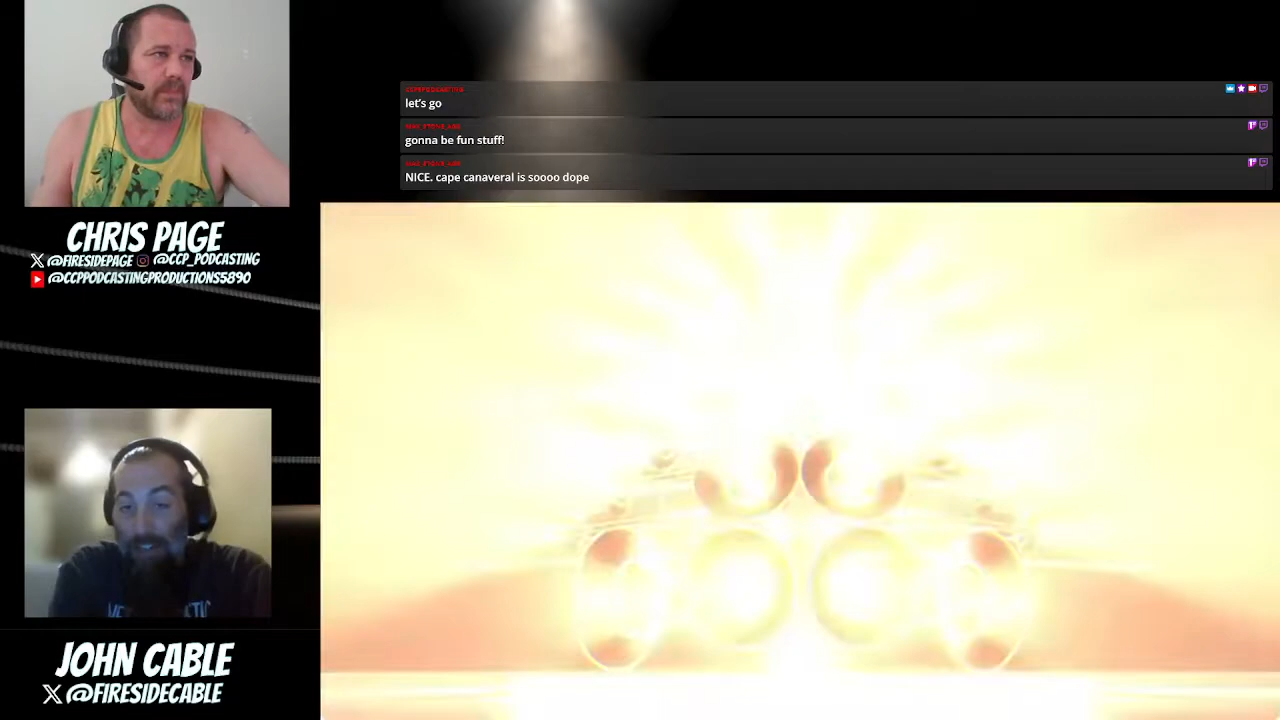 CCPPODCASTING
let's go
gonna be fun stuff!
NICE. cape canaveral is soooo dope
CHRIS PAGE
@FIRESIDEPAGE @CCP_PODCASTING
@CCPPODCASTINGPRODUCTIONS5890
JOHN CABLE
X @FIRESIDECABLE